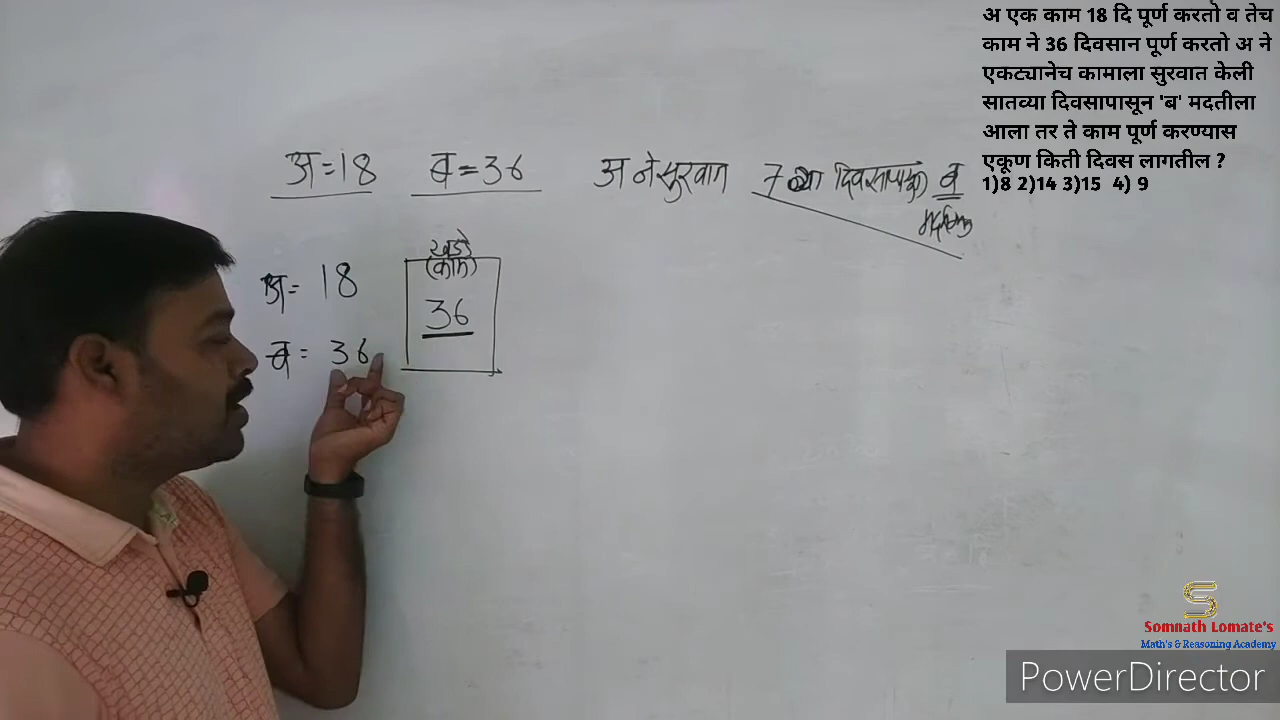 अ एक काम 18 दि पूर्ण करतो व तेच
काम ने 36 दिवसान पूर्ण करतो अ ने
एकट्यानेच कामाला सुरवात केली
सातव्या दिवसापासून 'ब' मदतीला
आला तर ते काम पूर्ण करण्यास
एकूण किती दिवस लागतील ?
1)8 2)14 3)15 4) 9
अ=18 ब=36 अ ने सुरवात 7 व्या दिवसापासून ब
अ= 18
ब= 36
(काम)
36
Somnath Lomate's
Math's & Reasoning Academy
PowerDirector